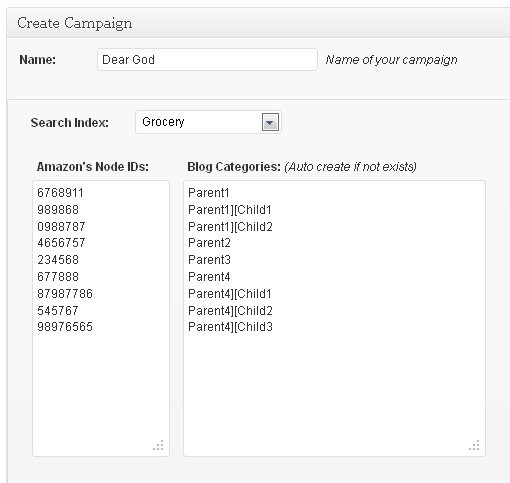 Create Campaign
Name: Dear God Name of your campaign
Search Index: Grocery
Amazon's Node IDs: Blog Categories: (Auto create if not exists)
6768911 Parent1
989868 Parent1][Child1
0988787 Parent1][Child2
4656757 Parent2
234568 Parent3
677888 Parent4
87987786 Parent4][Child1
545767 Parent4][Child2
98976565 Parent4][Child3